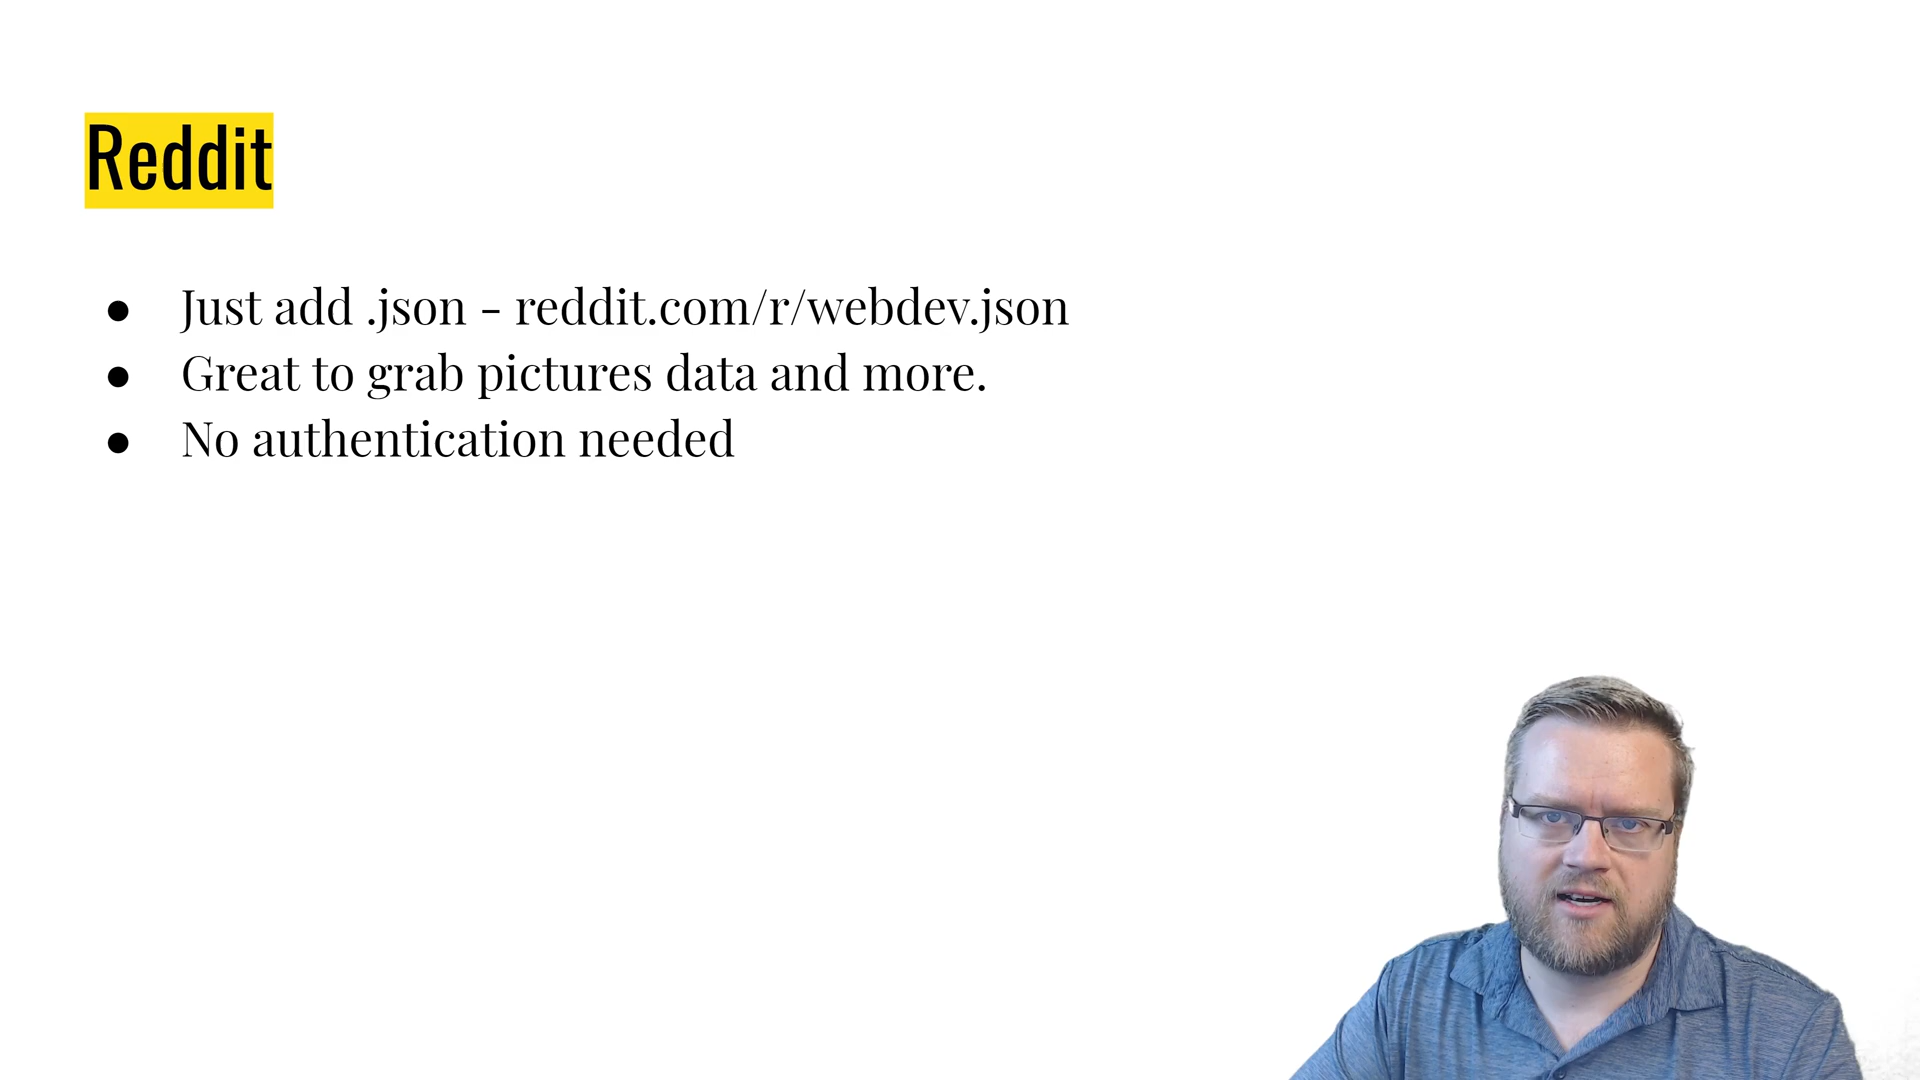 Reddit
● Just add .json - reddit.com/r/webdev.json
● Great to grab pictures data and more.
● No authentication needed